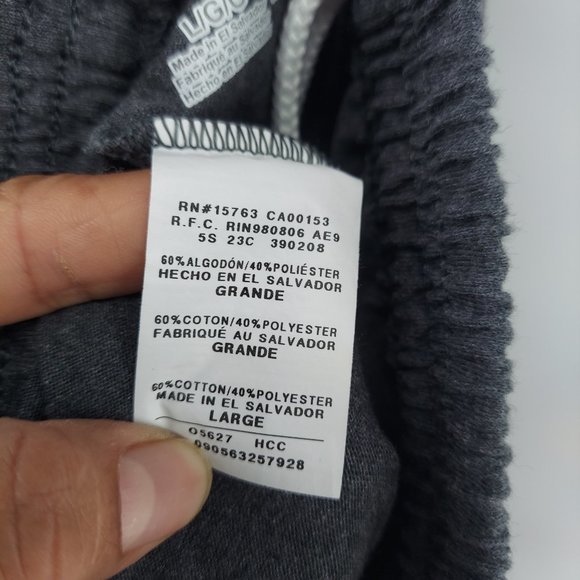 L/G/G
Made in El Salvador
Fabriqué au Salvador
Hecho en El Salvador
RN#15763 CA00153
R.F.C. RIN980806 AE9
5S 23C 390208
60%ALGODÓN/40%POLIÉSTER
HECHO EN EL SALVADOR
GRANDE
60%COTON/40%POLYESTER
FABRIQUÉ AU SALVADOR
GRANDE
60%COTTON/40%POLYESTER
MADE IN EL SALVADOR
LARGE
O5627 HCC
090563257928